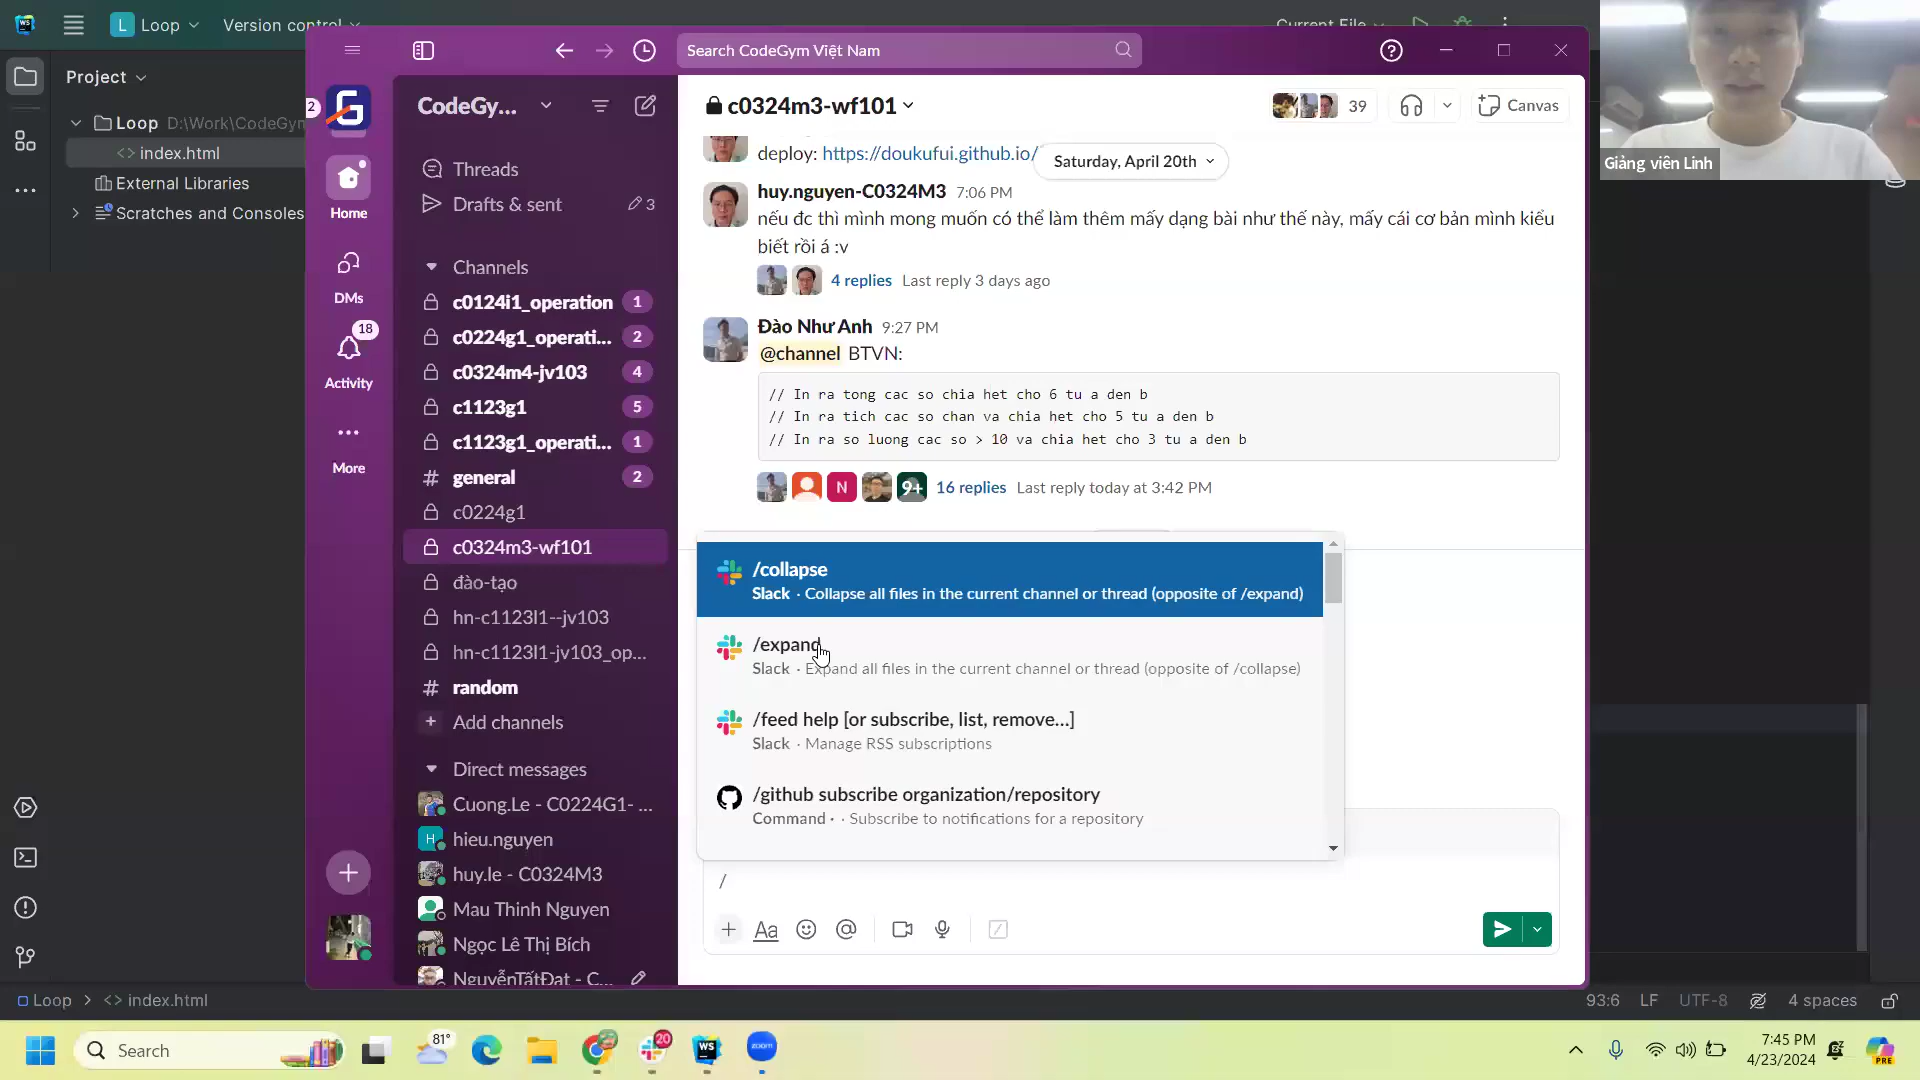 Loop
Version control
Current File
Project
Loop D:\Work\CodeGym
<> index.html
External Libraries
Scratches and Consoles
2
Home
DMs
18
Activity
More
Search CodeGym Việt Nam
CodeGy...
Threads
Drafts & sent 3
Channels
c0124i1_operation 1
c0224g1_operati... 2
c0324m4-jv103 4
c1123g1 5
c1123g1_operati... 1
# general 2
c0224g1
c0324m3-wf101
đào-tạo
hn-c1123l1--jv103
hn-c1123l1-jv103_op...
# random
+ Add channels
Direct messages
Cuong.Le - C0224G1- ...
H hieu.nguyen
huy.le - C0324M3
Mau Thinh Nguyen
Ngọc Lê Thị Bích
NguyễnTấtĐạt - C...
c0324m3-wf101
39
Canvas
deploy: https://doukufui.github.io/
Saturday, April 20th
huy.nguyen-C0324M3 7:06 PM
nếu đc thì mình mong muốn có thể làm thêm mấy dạng bài như thế này, mấy cái cơ bản mình kiểu
biết rồi á :v
4 replies Last reply 3 days ago
Đào Như Anh 9:27 PM
@channel BTVN:
// In ra tong cac so chia het cho 6 tu a den b
// In ra tich cac so chan va chia het cho 5 tu a den b
// In ra so luong cac so > 10 va chia het cho 3 tu a den b
N 9+ 16 replies Last reply today at 3:42 PM
/collapse
Slack · Collapse all files in the current channel or thread (opposite of /expand)
/expand
Slack · Expand all files in the current channel or thread (opposite of /collapse)
/feed help [or subscribe, list, remove...]
Slack · Manage RSS subscriptions
/github subscribe organization/repository
Command · · Subscribe to notifications for a repository
/
Aa
Giảng viên Linh
Loop > <> index.html
93:6 LF UTF-8 4 spaces
Search
81°
20
WS
zoom
7:45 PM
4/23/2024
PRE